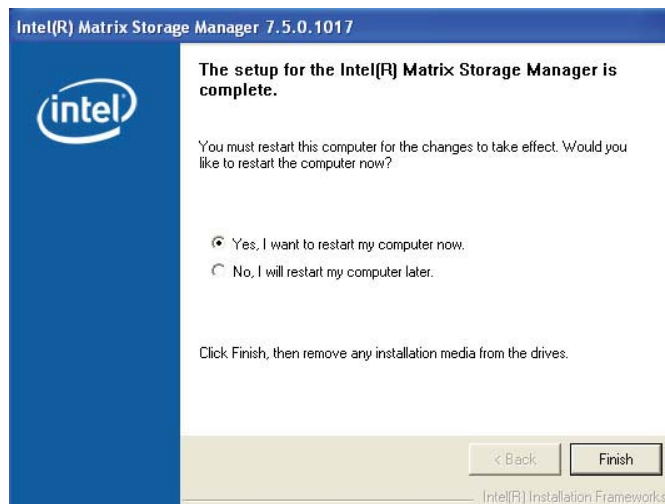 Intel(R) Matrix Storage Manager 7.5.0.1017
intel
The setup for the Intel(R) Matrix Storage Manager is
complete.
You must restart this computer for the changes to take effect. Would you
like to restart the computer now?
Yes, I want to restart my computer now.
No, I will restart my computer later.
Click Finish, then remove any installation media from the drives.
< Back
Finish
Intel(R) Installation Frameworks